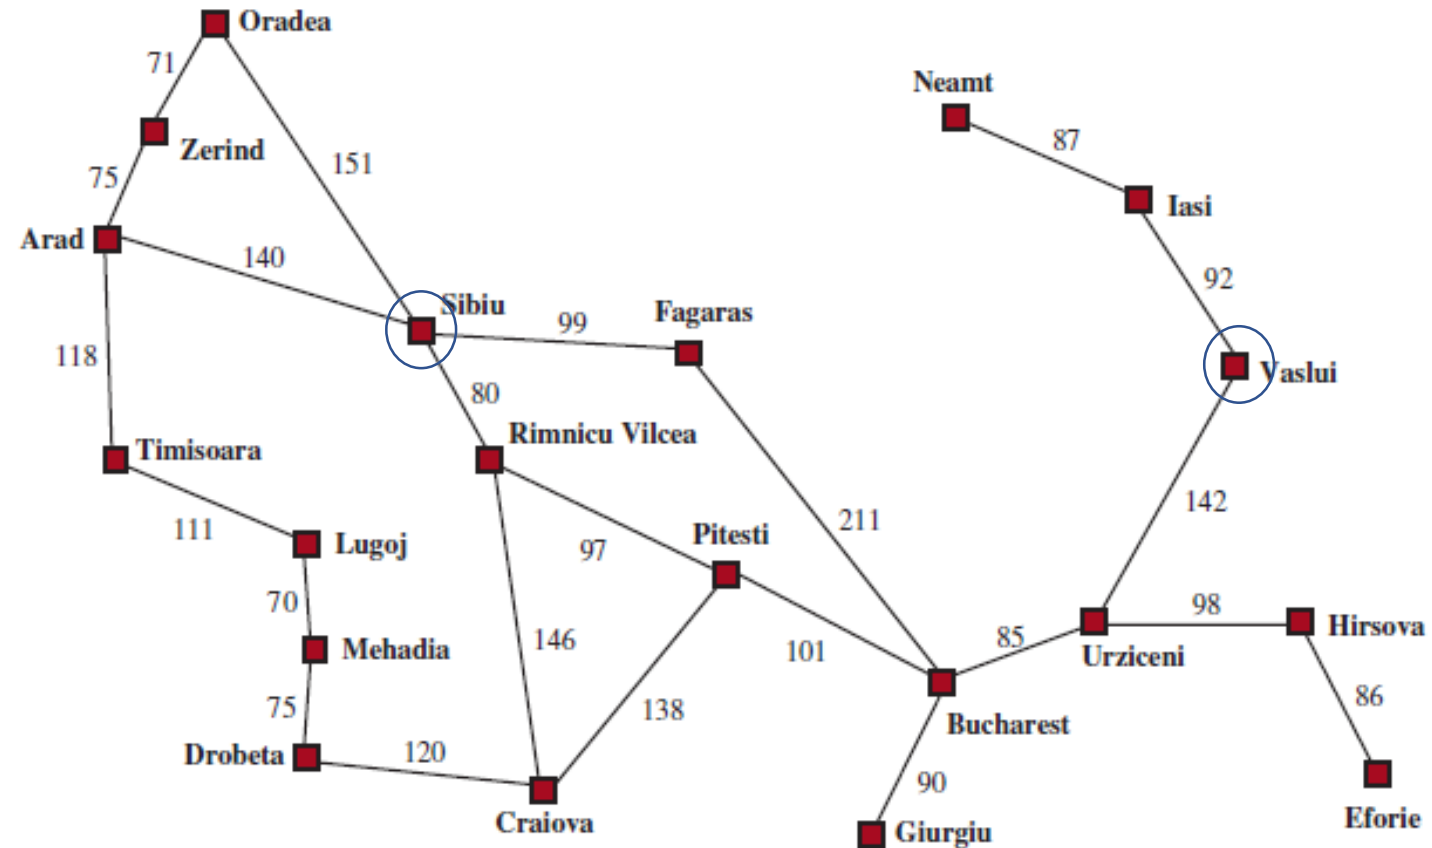 Oradea
71
Neamt
87
Zerind
151
75
Iasi
Arad
140
92
Sibiu
Fagaras
99
118
Vaslui
80
Rimnicu Vilcea
Timisoara
142
211
111
Pitesti
97
Lugoj
70
98
Hirsova
85
146
101
Urziceni
Mehadia
86
75
138
Bucharest
Drobeta
120
90
Craiova
Eforie
Giurgiu